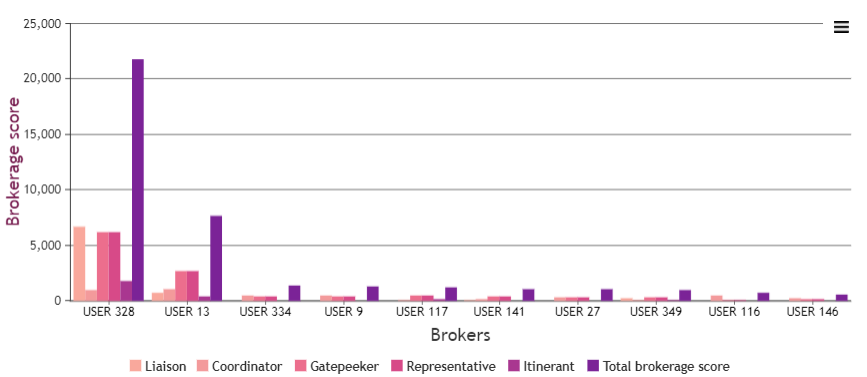 25,000
20,000
15,000
10,000
5,000
0
Brokerage score
USER 328 USER 13 USER 334 USER 9 USER 117 USER 141 USER 27 USER 349 USER 116 USER 146
Brokers
Liaison Coordinator Gatepeeker Representative Itinerant Total brokerage score